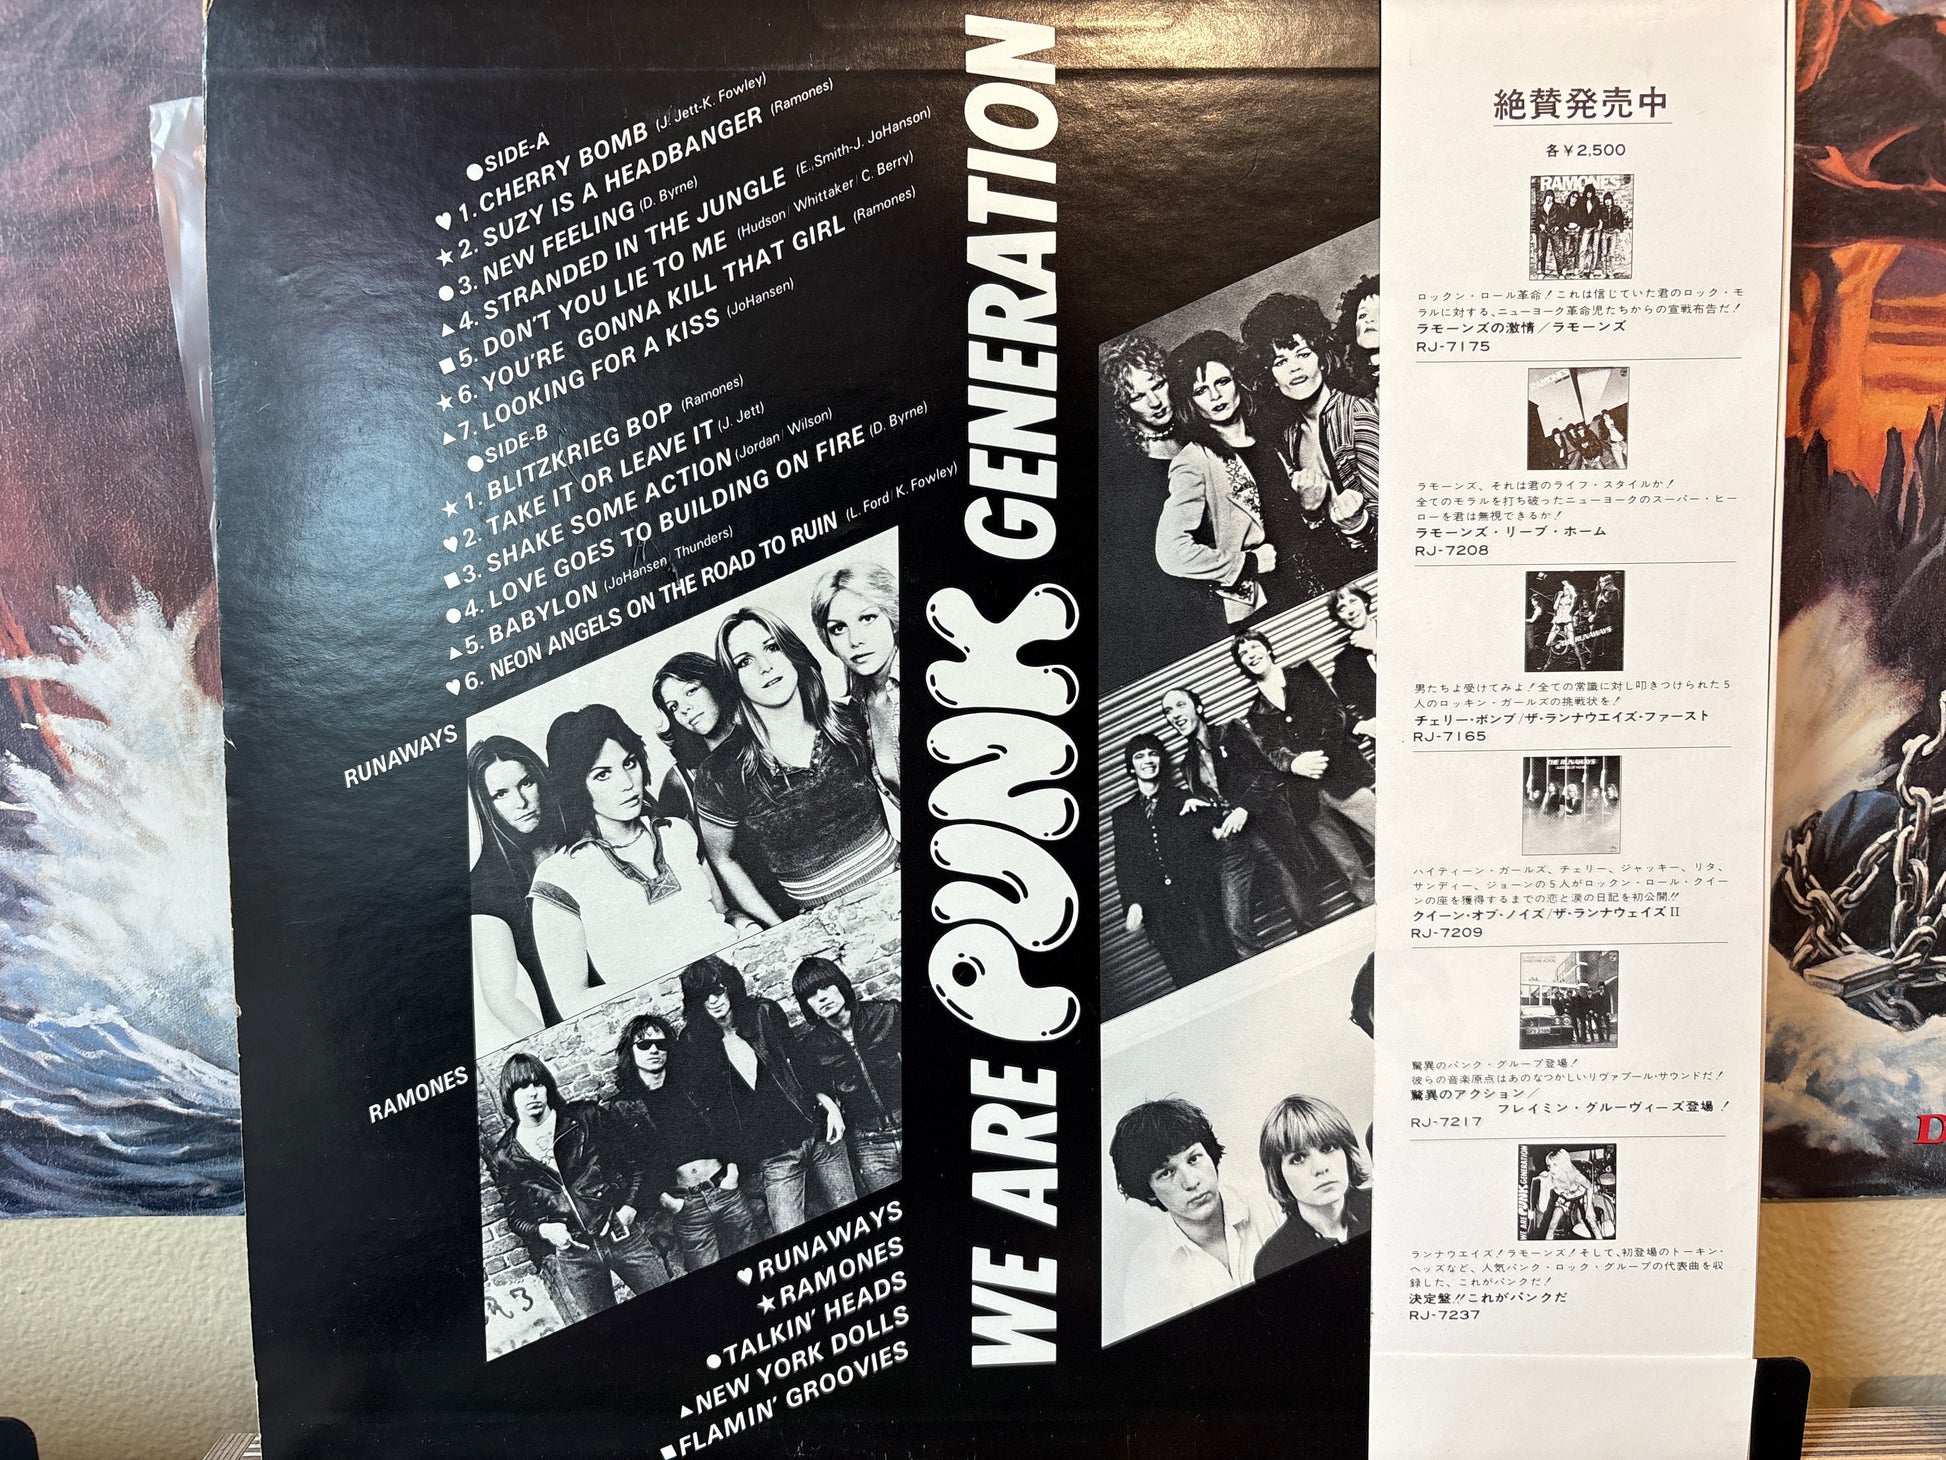 ●SIDE-A
♥1. CHERRY BOMB (J. Jett-K. Fowley)
★2. SUZY IS A HEADBANGER (Ramones)
●3. NEW FEELING (D. Byrne)
▲4. STRANDED IN THE JUNGLE (E., Smith-J. JoHanson)
■5. DON'T YOU LIE TO ME (Hudson/Whittaker/C. Berry)
★6. YOU'RE GONNA KILL THAT GIRL (Ramones)
▲7. LOOKING FOR A KISS (JoHansen)
●SIDE-B
★1. BLITZKRIEG BOP (Ramones)
♥2. TAKE IT OR LEAVE IT (J. Jett)
■3. SHAKE SOME ACTION (Jordan/Wilson)
●4. LOVE GOES TO BUILDING ON FIRE (D. Byrne)
▲5. BABYLON (JoHansen/Thunders)
♥6. NEON ANGELS ON THE ROAD TO RUIN (L. Ford/K. Fowley)
RUNAWAYS
RAMONES
♥RUNAWAYS
★RAMONES
●TALKIN' HEADS
▲NEW YORK DOLLS
■FLAMIN' GROOVIES
WE ARE PUNK GENERATION
絶賛発売中
各￥2,500
RAMONES
ロックン・ロール革命！これは信じていた君のロック・モ
ラルに対する、ニューヨーク革命児たちからの宣戦布告だ！
ラモーンズの激情／ラモーンズ
RJ-7175
RAMONES
ラモーンズ、それは君のライフ・スタイルか！
全てのモラルを打ち破ったニューヨークのスーパー・ヒー
ローを君は無視できるか！
ラモーンズ・リーブ・ホーム
RJ-7208
THE RUNAWAYS
男たちよ受けてみよ！全ての常識に対し叩きつけられた5
人のロッキン・ガールズの挑戦状を！
チェリー・ボンブ/ザ・ランナウエイズ・ファースト
RJ-7165
THE RUNAWAYS
ハイティーン・ガールズ、チェリー、ジャッキー、リタ、
サンディー、ジョーンの5人がロックン・ロール・クイー
ンの座を獲得するまでの恋と涙の日記を初公開!!
クイーン・オブ・ノイズ/ザ・ランナウェイズ II
RJ-7209
驚異のパンク・グループ登場！
彼らの音楽原点はあのなつかしいリヴァプール・サウンドだ！
驚異のアクション／
フレイミン・グルーヴィーズ登場！
RJ-7217
WE ARE PUNK GENERATION
ランナウエイズ！ラモーンズ！そして、初登場のトーキン・
ヘッズなど、人気パンク・ロック・グループの代表曲を収
録した、これがパンクだ！
決定盤!!これがパンクだ
RJ-7237
R3
D